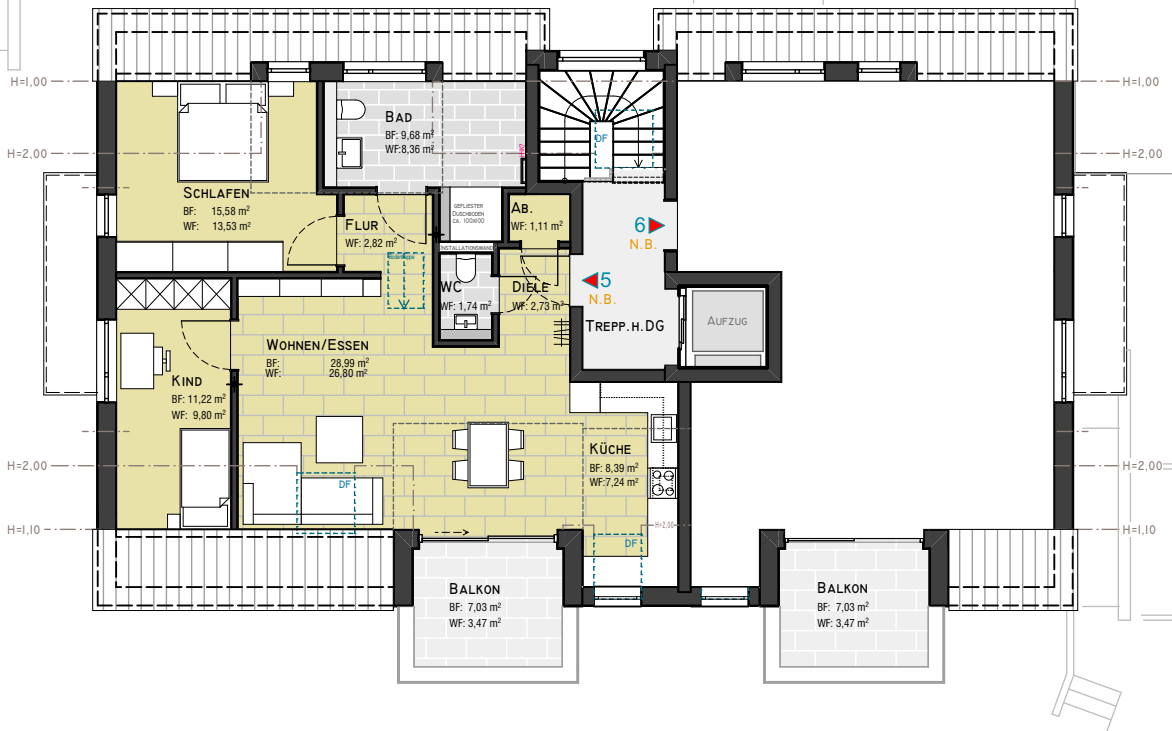 H=1,00
H=1,00
H=2,00
H=2,00
BAD
BF: 9,68 m²
WF:8,36 m²
DF
SCHLAFEN
BF: 15,58 m²
WF: 13,53 m²
FLUR
WF: 2,82 m²
GEFLIESTER
DUSCHBODEN
CA. 100x100
INSTALLATIONSWAND
AB.
WF: 1,11 m²
6
N.B.
5
N.B.
WC
WF: 1,74 m²
DIELE
WF: 2,73 m²
TREPP.H.DG
AUFZUG
WOHNEN/ESSEN
BF: 28,99 m²
WF: 26,80 m²
KIND
BF: 11,22 m²
WF: 9,80 m²
KÜCHE
BF: 8,39 m²
WF:7,24 m²
H=2,00
H=2,00
DF
H=2,00
H=1,10
H=1,10
DF
BALKON
BF: 7,03 m²
WF: 3,47 m²
BALKON
BF: 7,03 m²
WF: 3,47 m²